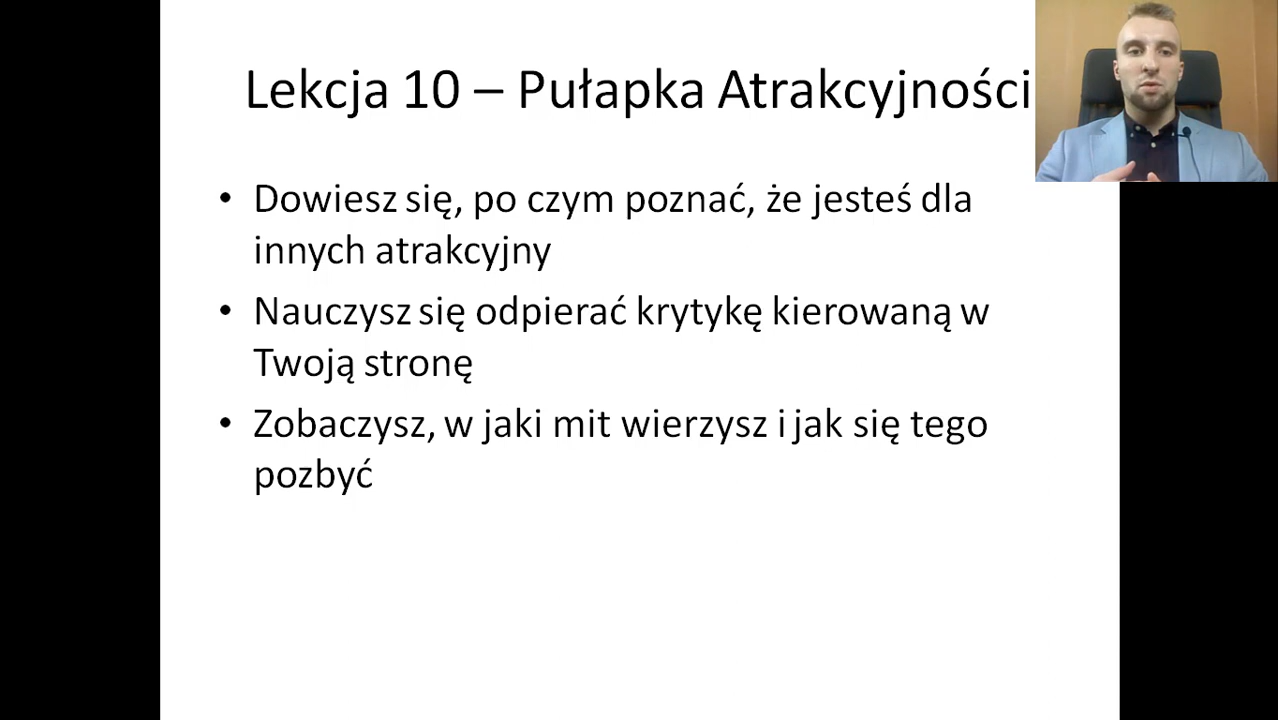 Lekcja 10 – Pułapka Atrakcyjności
• Dowiesz się, po czym poznać, że jesteś dla
innych atrakcyjny
• Nauczysz się odpierać krytykę kierowaną w
Twoją stronę
• Zobaczysz, w jaki mit wierzysz i jak się tego
pozbyć